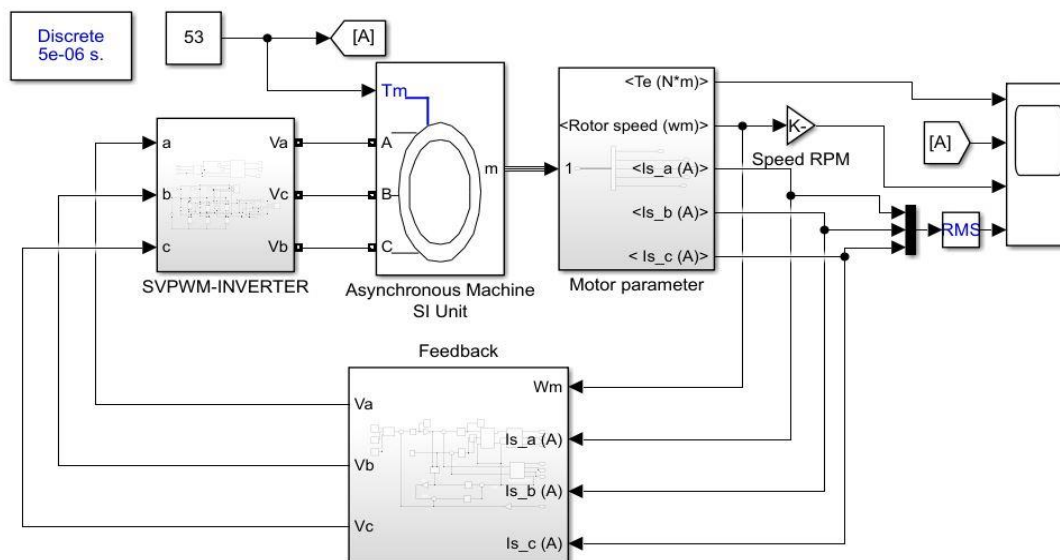 Discrete
5e-06 s.
53
[A]
Tm
a
b
c
Va
Vc
Vb
SVPWM-INVERTER
A
B
C
m
Asynchronous Machine
SI Unit
1
<Te (N*m)>
<Rotor speed (wm)>
<Is_a (A)>
<Is_b (A)>
< Is_c (A)>
Motor parameter
K-
Speed RPM
[A]
RMS
Feedback
Va
Vb
Vc
Wm
Is_a (A)
Is_b (A)
Is_c (A)